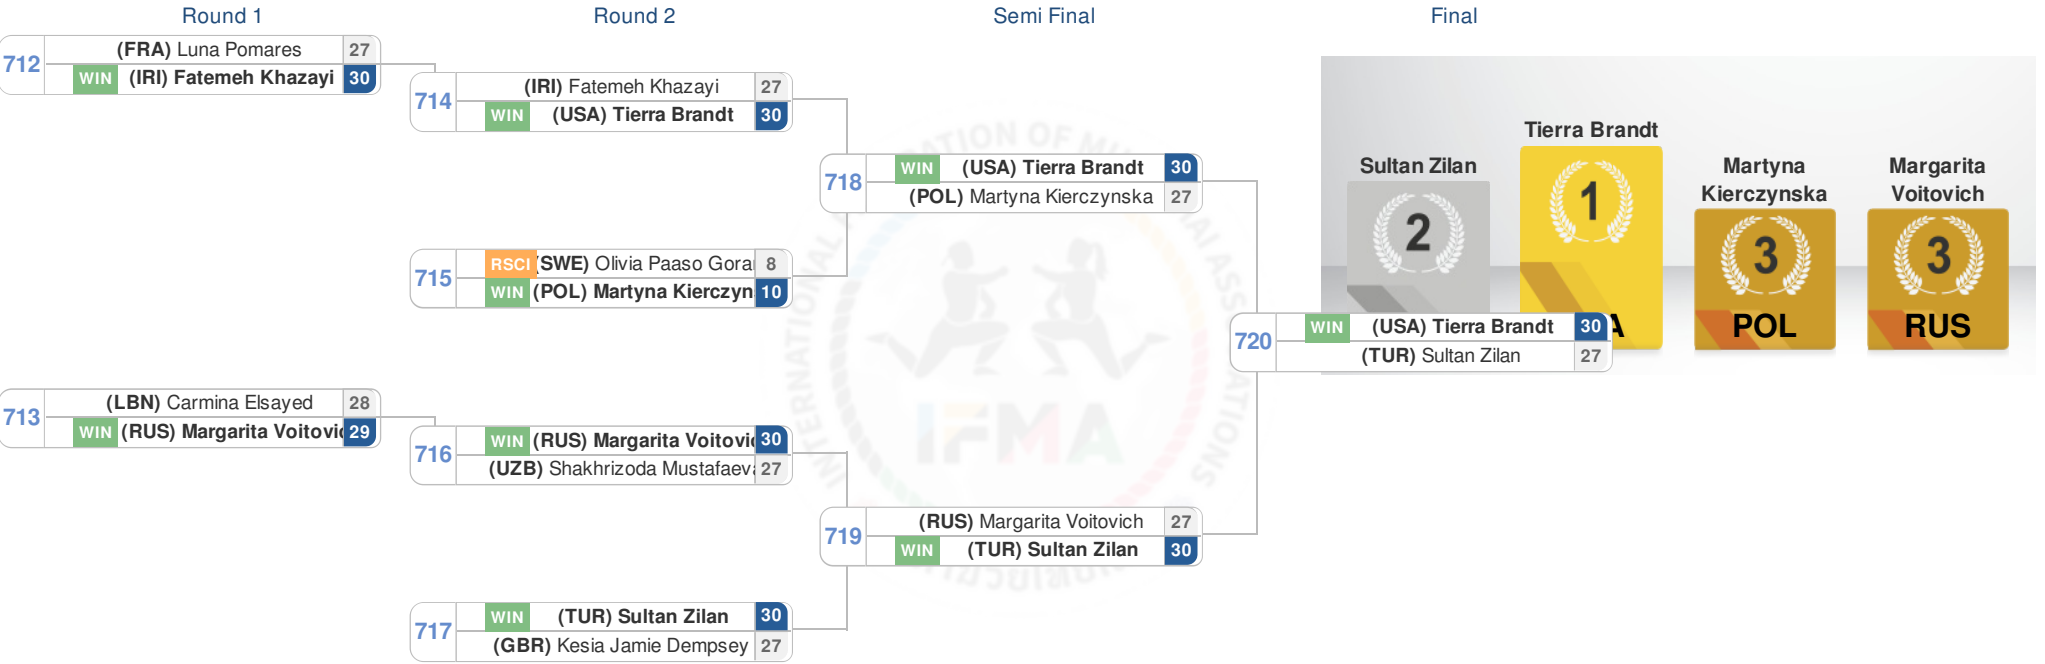 Round 1
Round 2
Semi Final
Final
712
(FRA) Luna Pomares 27
WIN (IRI) Fatemeh Khazayi 30
714
(IRI) Fatemeh Khazayi 27
WIN (USA) Tierra Brandt 30
718
WIN (USA) Tierra Brandt 30
(POL) Martyna Kierczynska 27
715
RSCI (SWE) Olivia Paaso Gora 8
WIN (POL) Martyna Kierczyn 10
713
(LBN) Carmina Elsayed 28
WIN (RUS) Margarita Voitovic 29
716
WIN (RUS) Margarita Voitovic 30
(UZB) Shakhrizoda Mustafaeva 27
719
(RUS) Margarita Voitovich 27
WIN (TUR) Sultan Zilan 30
717
WIN (TUR) Sultan Zilan 30
(GBR) Kesia Jamie Dempsey 27
720
WIN (USA) Tierra Brandt 30
(TUR) Sultan Zilan 27
Tierra Brandt
1
A
Sultan Zilan
2
Martyna
Kierczynska
3
POL
Margarita
Voitovich
3
RUS
IFMA